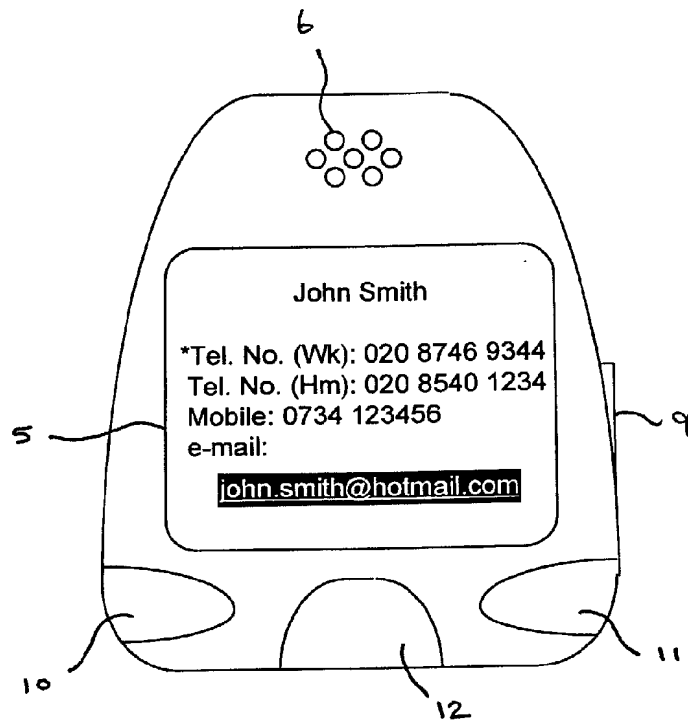 6
John Smith
*Tel. No. (Wk): 020 8746 9344
Tel. No. (Hm): 020 8540 1234
Mobile: 0734 123456
5
9
e-mail:
john.smith@hotmail.com
10
11
12